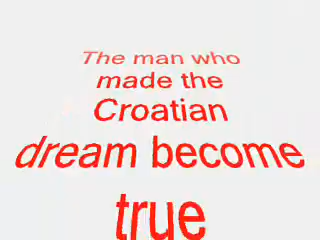 The man who
made the
Croatian
dream become
true